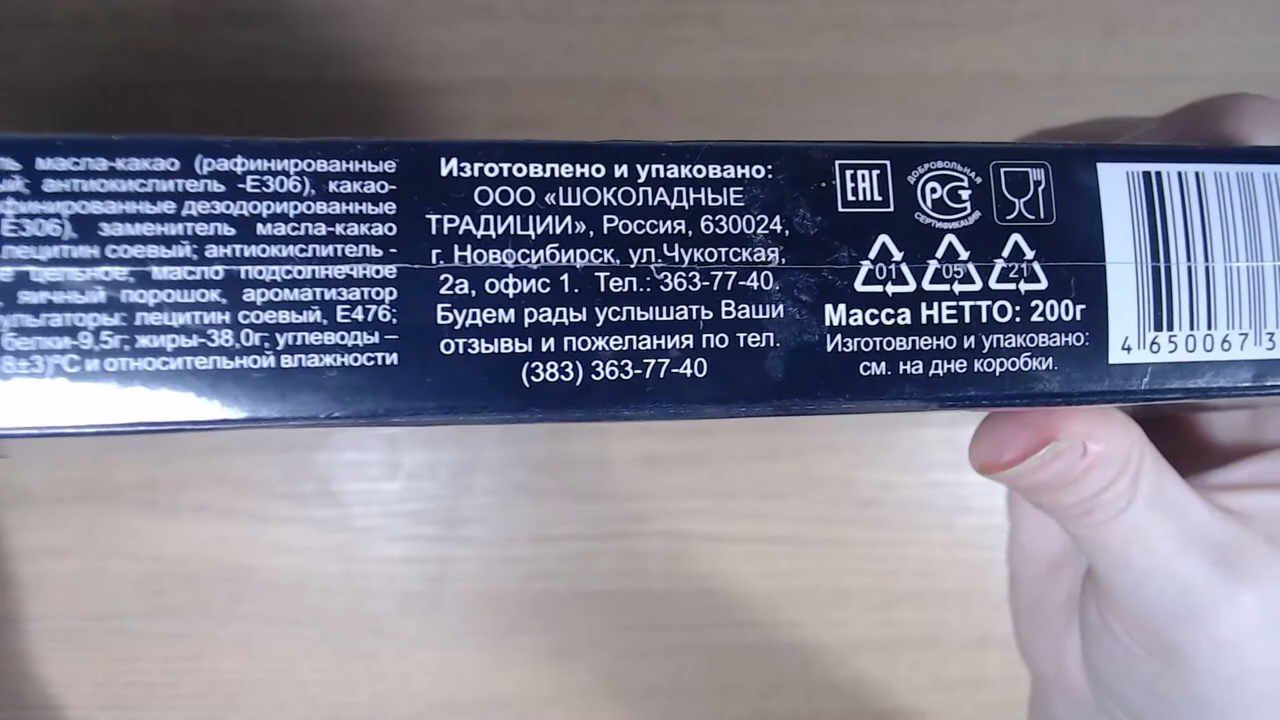 масла-какао (рафинированные
антиокислитель -Е306), какао-
дезодорированные
Е306), заменитель масла-какао
лецитин соевый; антиокислитель -
цельное, масло подсолнечное
яичный порошок, ароматизатор
лецитин соевый, Е476;
белки-9,5г; жиры-38,0г; углеводы –
8±3)°С и относительной влажности
Изготовлено и упаковано:
ООО «ШОКОЛАДНЫЕ
ТРАДИЦИИ», Россия, 630024,
г. Новосибирск, ул.Чукотская,
2а, офис 1. Тел.: 363-77-40.
Будем рады услышать Ваши
отзывы и пожелания по тел.
(383) 363-77-40
ЕАС
ДОБРОВОЛЬНАЯ
РСТ
СЕРТИФИКАЦИЯ
01 05 21
Масса НЕТТО: 200г
Изготовлено и упаковано:
см. на дне коробки.
4 650067 3